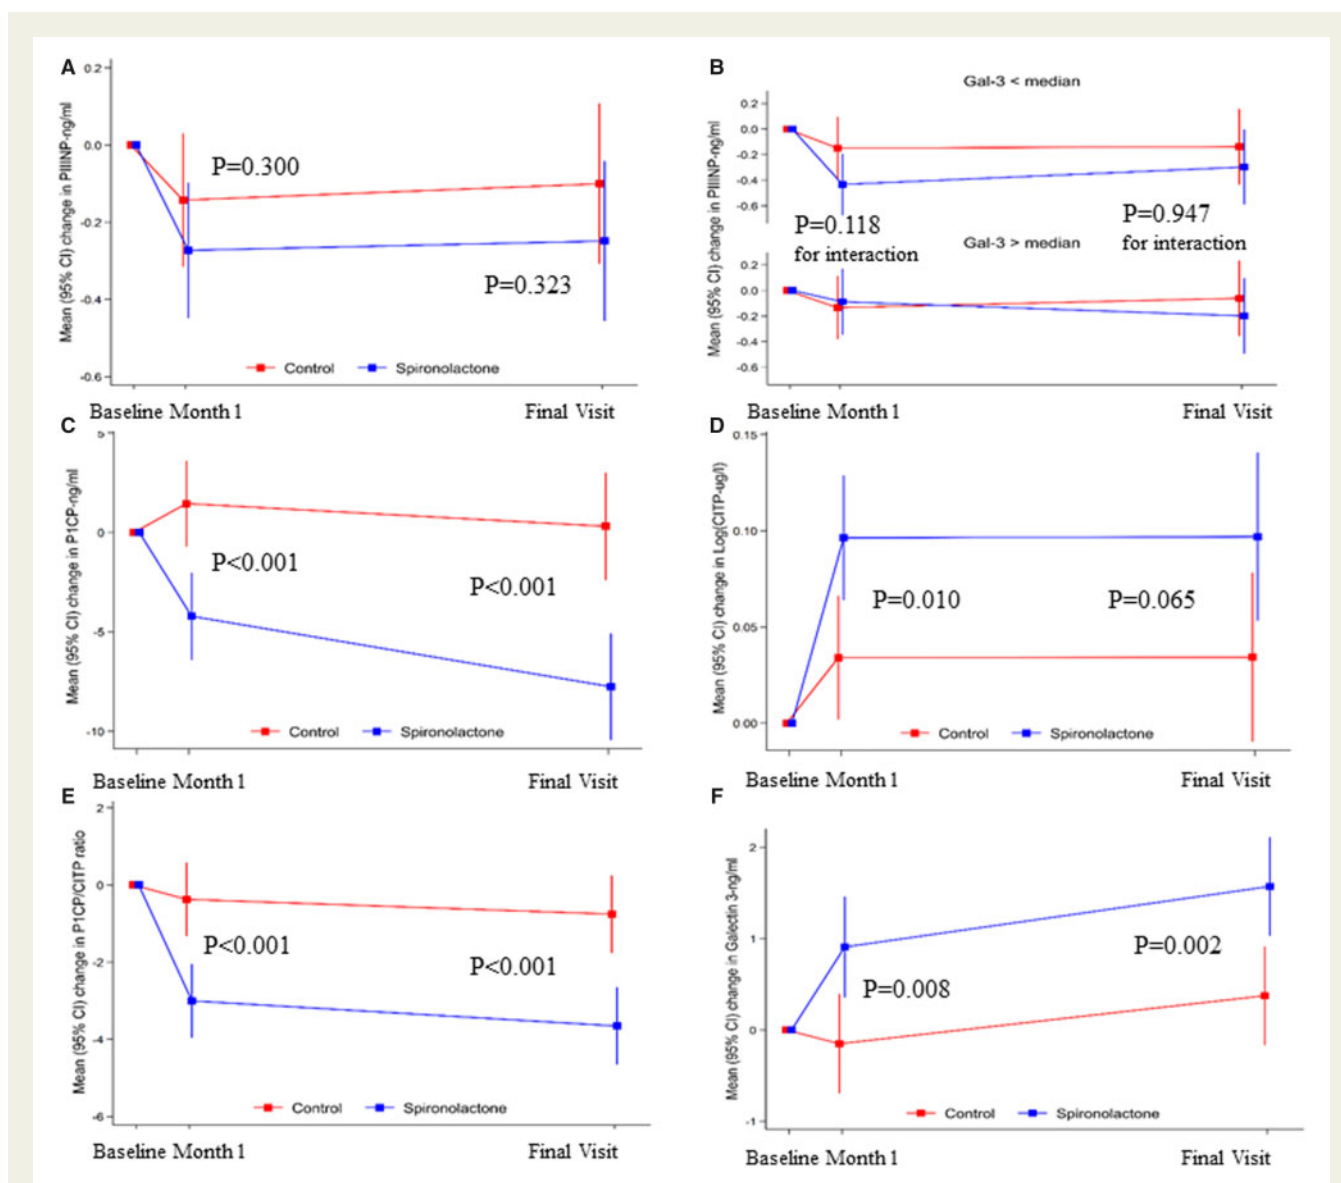 A
Mean (95% CI) change in PIIINP-ng/ml
0.2
0.0
-0.2
-0.4
-0.6
P=0.300
P=0.323
Control
Spironolactone
Baseline Month 1
Final Visit
B
Gal-3 < median
Mean (95% CI) change in PIIINP-ng/ml
0.2
0.0
-0.2
-0.4
-0.6
P=0.118
for interaction
P=0.947
for interaction
Gal-3 > median
0.2
0.0
-0.2
-0.4
-0.6
Baseline Month 1
Final Visit
C
Mean (95% CI) change in P1CP-ng/ml
5
0
-5
-10
P<0.001
P<0.001
Control
Spironolactone
Baseline Month 1
Final Visit
D
Mean (95% CI) change in Log(CITP-ug/l)
0.15
0.10
0.05
0.00
P=0.010
P=0.065
Control
Spironolactone
Baseline Month 1
Final Visit
E
Mean (95% CI) change in P1CP/CITP ratio
2
0
-2
-4
-6
P<0.001
P<0.001
Control
Spironolactone
Baseline Month 1
Final Visit
F
Mean (95% CI) change in Galectin 3-ng/ml
2
1
0
-1
P=0.008
P=0.002
Control
Spironolactone
Baseline Month 1
Final Visit